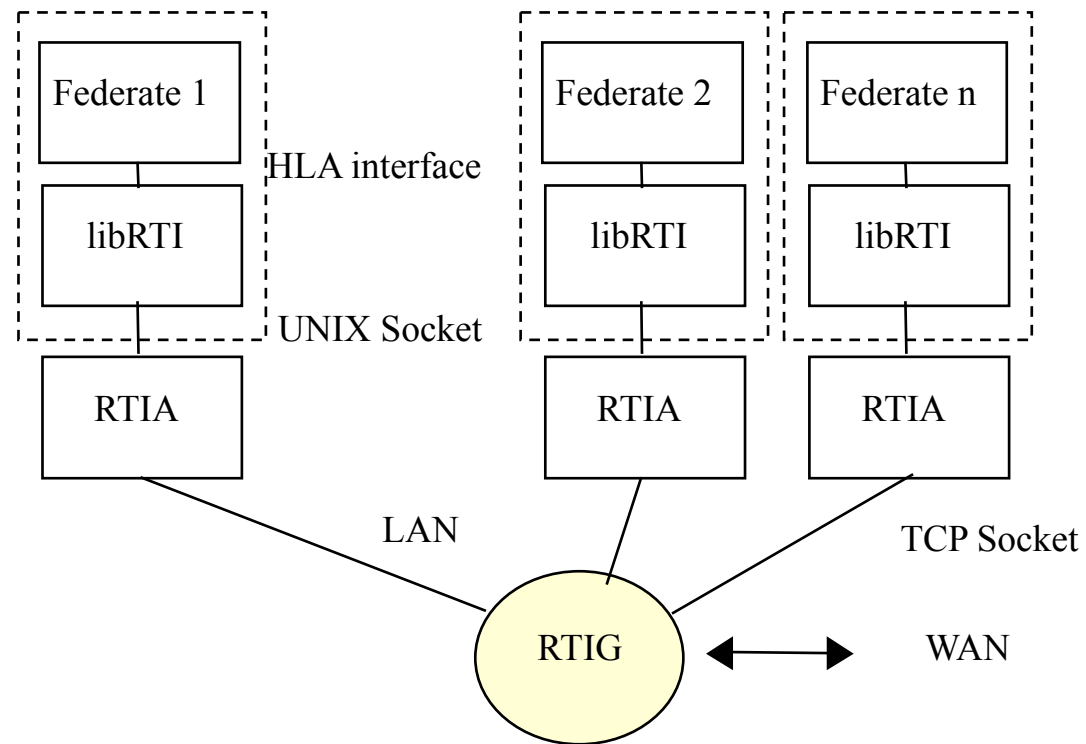 Federate 1
Federate 2
Federate n
HLA interface
libRTI
libRTI
libRTI
UNIX Socket
RTIA
RTIA
RTIA
LAN
TCP Socket
RTIG
WAN